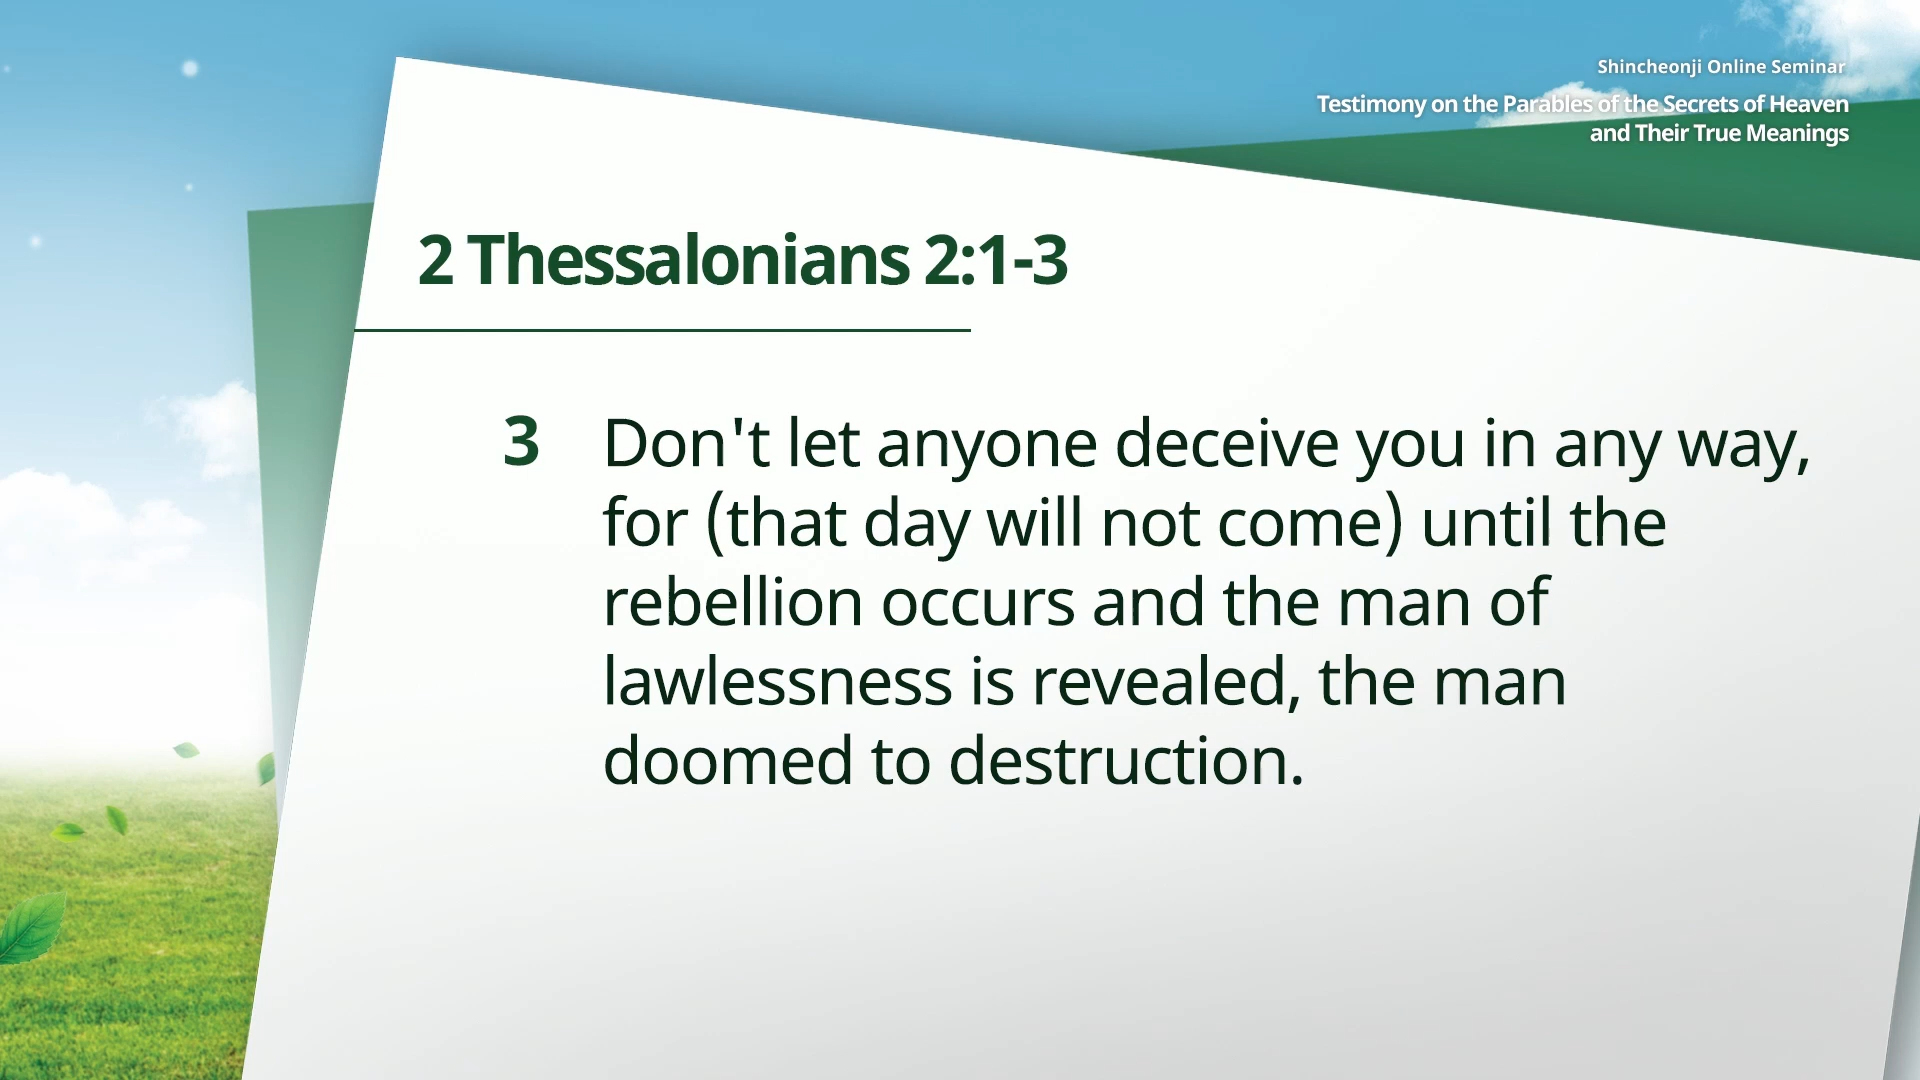 Shincheonji Online Seminar
Testimony on the Parables of the Secrets of Heaven
and Their True Meanings
2 Thessalonians 2:1-3
3 Don't let anyone deceive you in any way,
for (that day will not come) until the
rebellion occurs and the man of
lawlessness is revealed, the man
doomed to destruction.